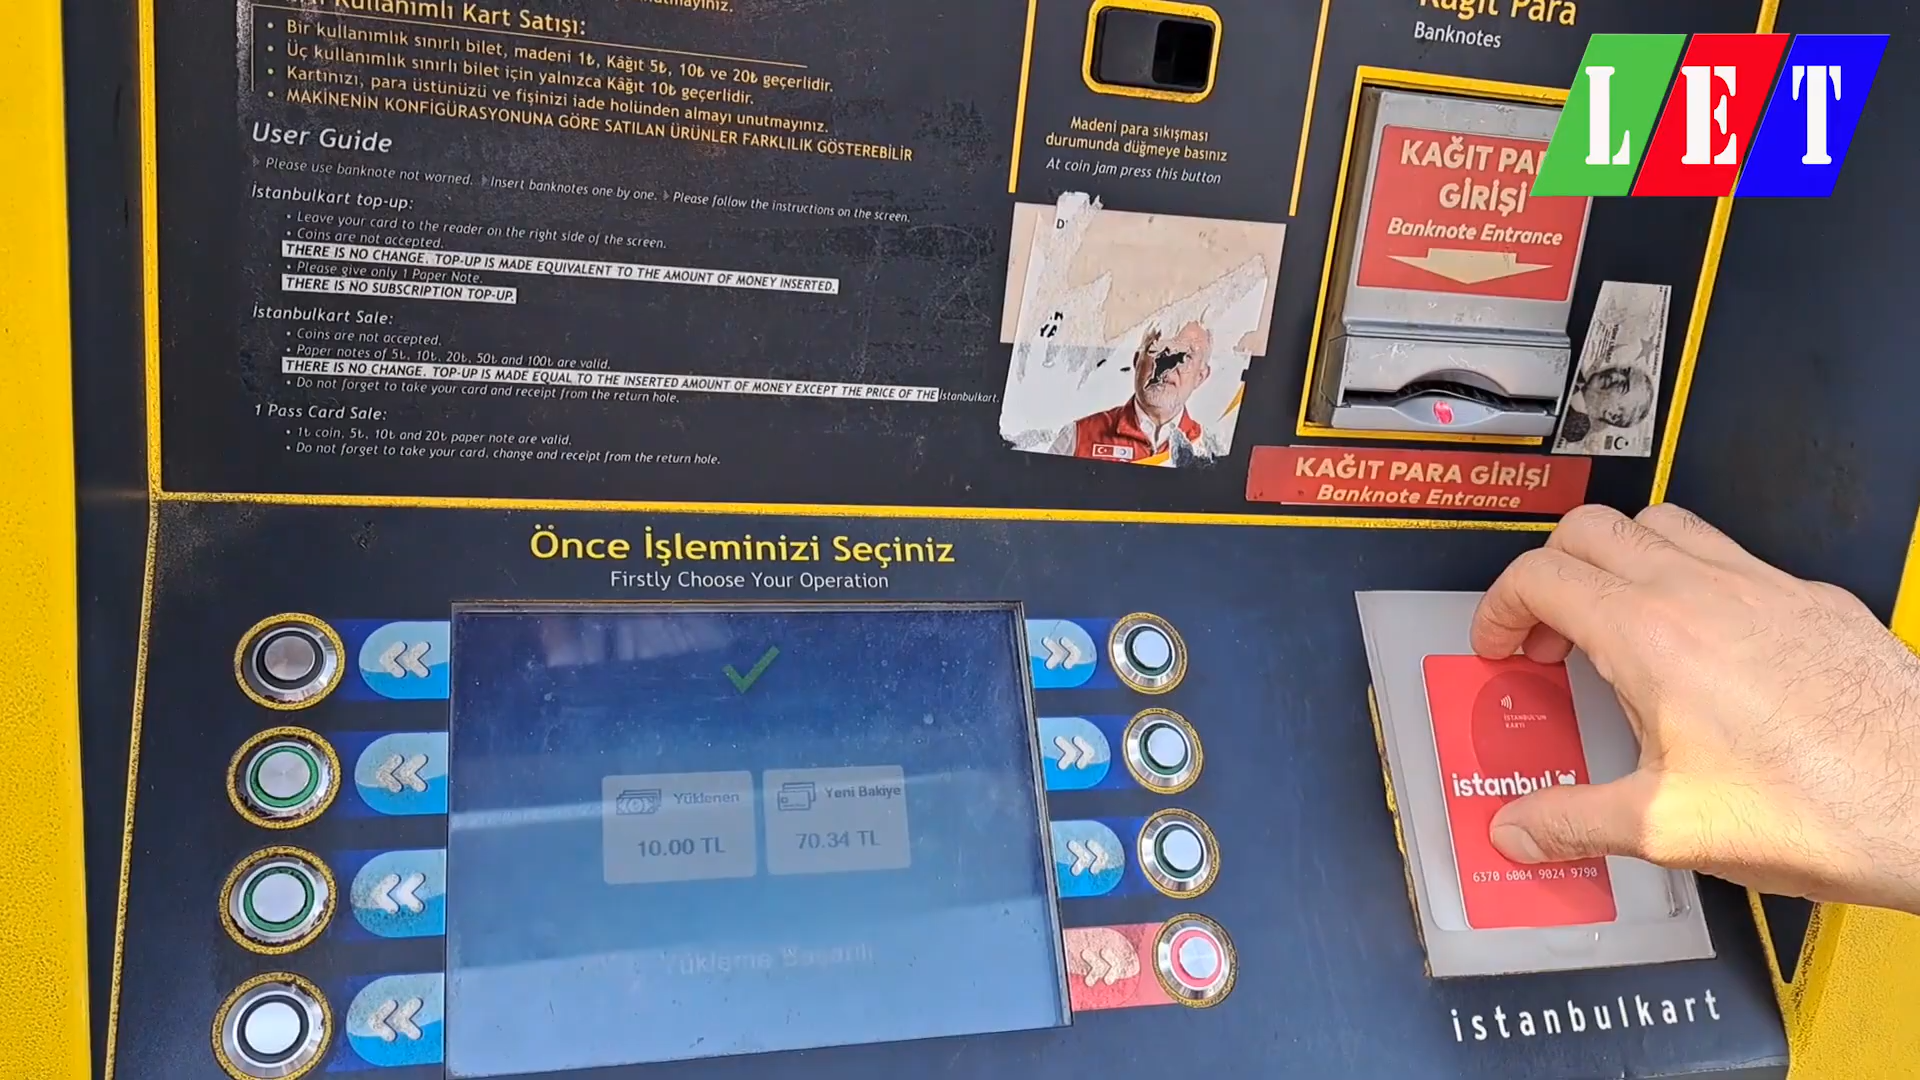 Kullanımlı Kart Satışı:
• Bir kullanımlık sınırlı bilet, madeni 1₺, Kâğıt 5₺, 10₺ ve 20₺ geçerlidir.
• Üç kullanımlık sınırlı bilet için yalnızca Kâğıt 10₺ geçerlidir.
• Kartınızı, para üstünüzü ve fişinizi iade holünden almayı unutmayınız.
• MAKİNENİN KONFİGÜRASYONUNA GÖRE SATILAN ÜRÜNLER FARKLILIK GÖSTEREBİLİR
User Guide
Please use banknote not worned. Insert banknotes one by one. Please follow the instructions on the screen.
İstanbulkart top-up:
• Leave your card to the reader on the right side of the screen.
• Coins are not accepted.
THERE IS NO CHANGE. TOP-UP IS MADE EQUIVALENT TO THE AMOUNT OF MONEY INSERTED.
• Please give only 1 Paper Note.
THERE IS NO SUBSCRIPTION TOP-UP.
İstanbulkart Sale:
• Coins are not accepted.
• Paper notes of 5₺, 10₺, 20₺, 50₺ and 100₺ are valid.
THERE IS NO CHANGE. TOP-UP IS MADE EQUAL TO THE INSERTED AMOUNT OF MONEY EXCEPT THE PRICE OF THE İstanbulkart.
• Do not forget to take your card and receipt from the return hole.
1 Pass Card Sale:
• 1₺ coin, 5₺, 10₺ and 20₺ paper note are valid.
• Do not forget to take your card, change and receipt from the return hole.
Madeni para sıkışması
durumunda düğmeye basınız
At coin jam press this button
Kağıt Para
Banknotes
LET
KAĞIT PA
GİRİŞİ
Banknote Entrance
KAĞIT PARA GİRİŞİ
Banknote Entrance
Önce İşleminizi Seçiniz
Firstly Choose Your Operation
Yüklenen
10.00 TL
Yeni Bakiye
70.34 TL
Yükleme Başarılı
İSTANBUL'UN
KARTI
istanbul
6370 6004 9024 9790
istanbulkart